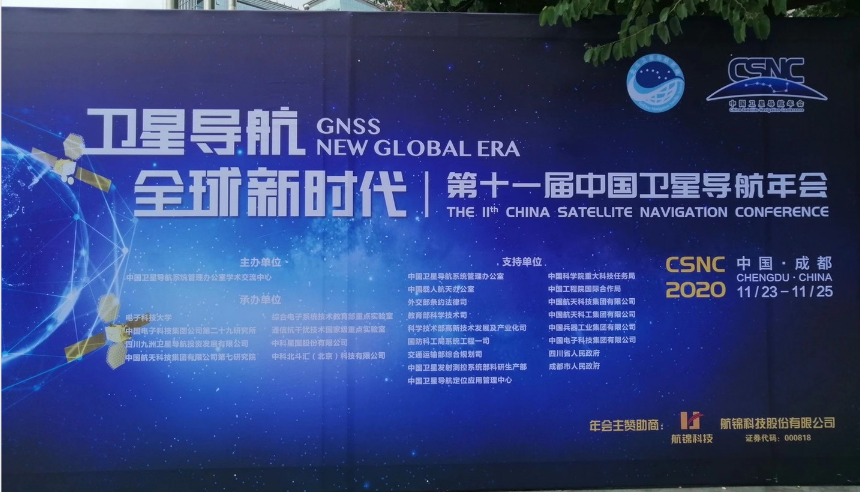 CSNC
中国卫星导航年会
China Satellite Navigation Conference
卫星导航
GNSS
NEW GLOBAL ERA
全球新时代
第十一届中国卫星导航年会
THE 11th CHINA SATELLITE NAVIGATION CONFERENCE
主办单位
中国卫星导航系统管理办公室学术交流中心
承办单位
电子科技大学
中国电子科技集团公司第二十九研究所
四川九洲卫星导航投资发展有限公司
中国航天科技集团有限公司第七研究院
综合电子系统技术教育部重点实验室
通信抗干扰技术国家级重点实验室
中科星图股份有限公司
中科北斗汇（北京）科技有限公司
支持单位
中国卫星导航系统管理办公室
中国载人航天办公室
外交部条约法律司
教育部科学技术司
科学技术部高新技术发展及产业化司
国防科工局系统工程一司
交通运输部综合规划司
中国卫星发射测控系统部科研生产部
中国卫星导航定位应用管理中心
中国科学院重大科技任务局
中国工程院国际合作局
中国航天科技集团有限公司
中国航天科工集团有限公司
中国兵器工业集团有限公司
中国电子科技集团有限公司
四川省人民政府
成都市人民政府
CSNC
2020
中国·成都
CHENGDU·CHINA
11/23－11/25
年会主赞助商：
航锦科技
航锦科技股份有限公司
证券代码：000818